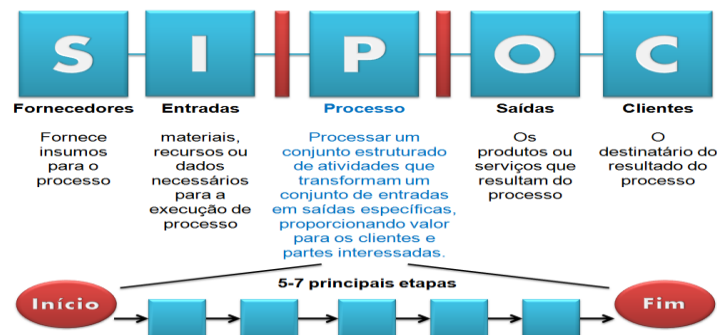 S I P O C
Fornecedores Entradas Processo Saídas Clientes
Fornece
insumos
para o
processo
materiais,
recursos ou
dados
necessários
para a
execução de
processo
Processar um
conjunto estruturado
de atividades que
transformam um
conjunto de entradas
em saídas específicas,
proporcionando valor
para os clientes e
partes interessadas.
Os
produtos ou
serviços que
resultam do
processo
O
destinatário do
resultado do
processo
5-7 principais etapas
Início
Fim